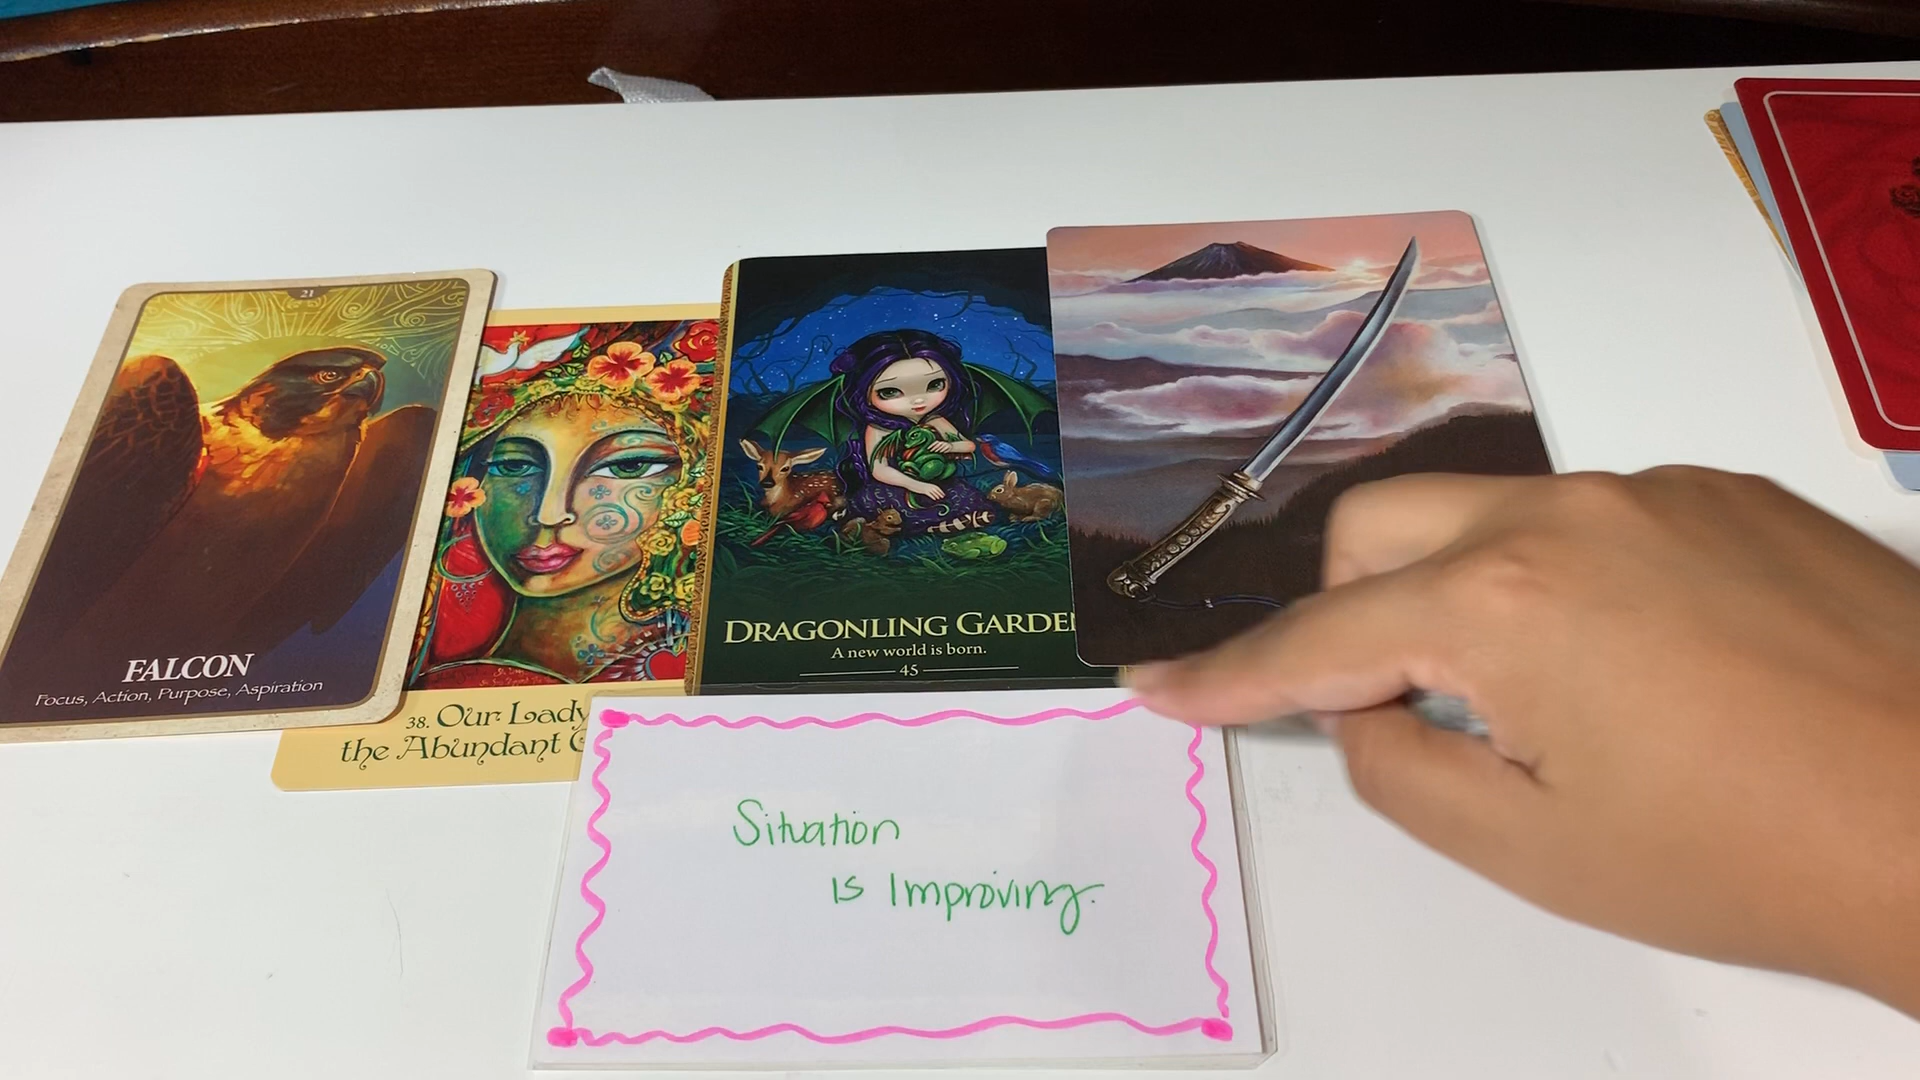 21
FALCON
Focus, Action, Purpose, Aspiration
38. Our Lady
the Abundant
DRAGONLING GARDEN
A new world is born.
45
Situation
is Improving.